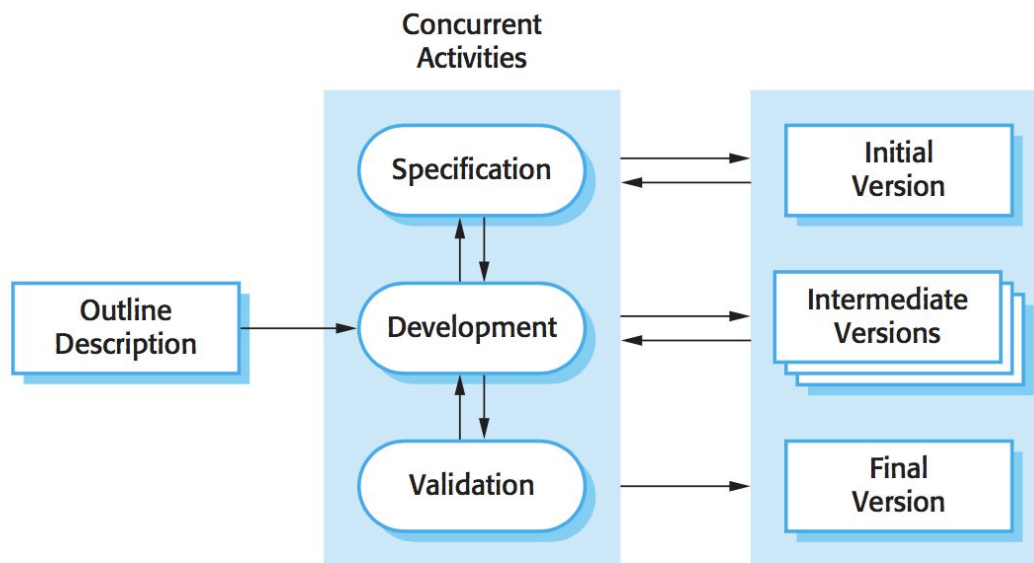 Concurrent
Activities
Specification
Initial
Version
Outline
Description
Development
Intermediate
Versions
Validation
Final
Version